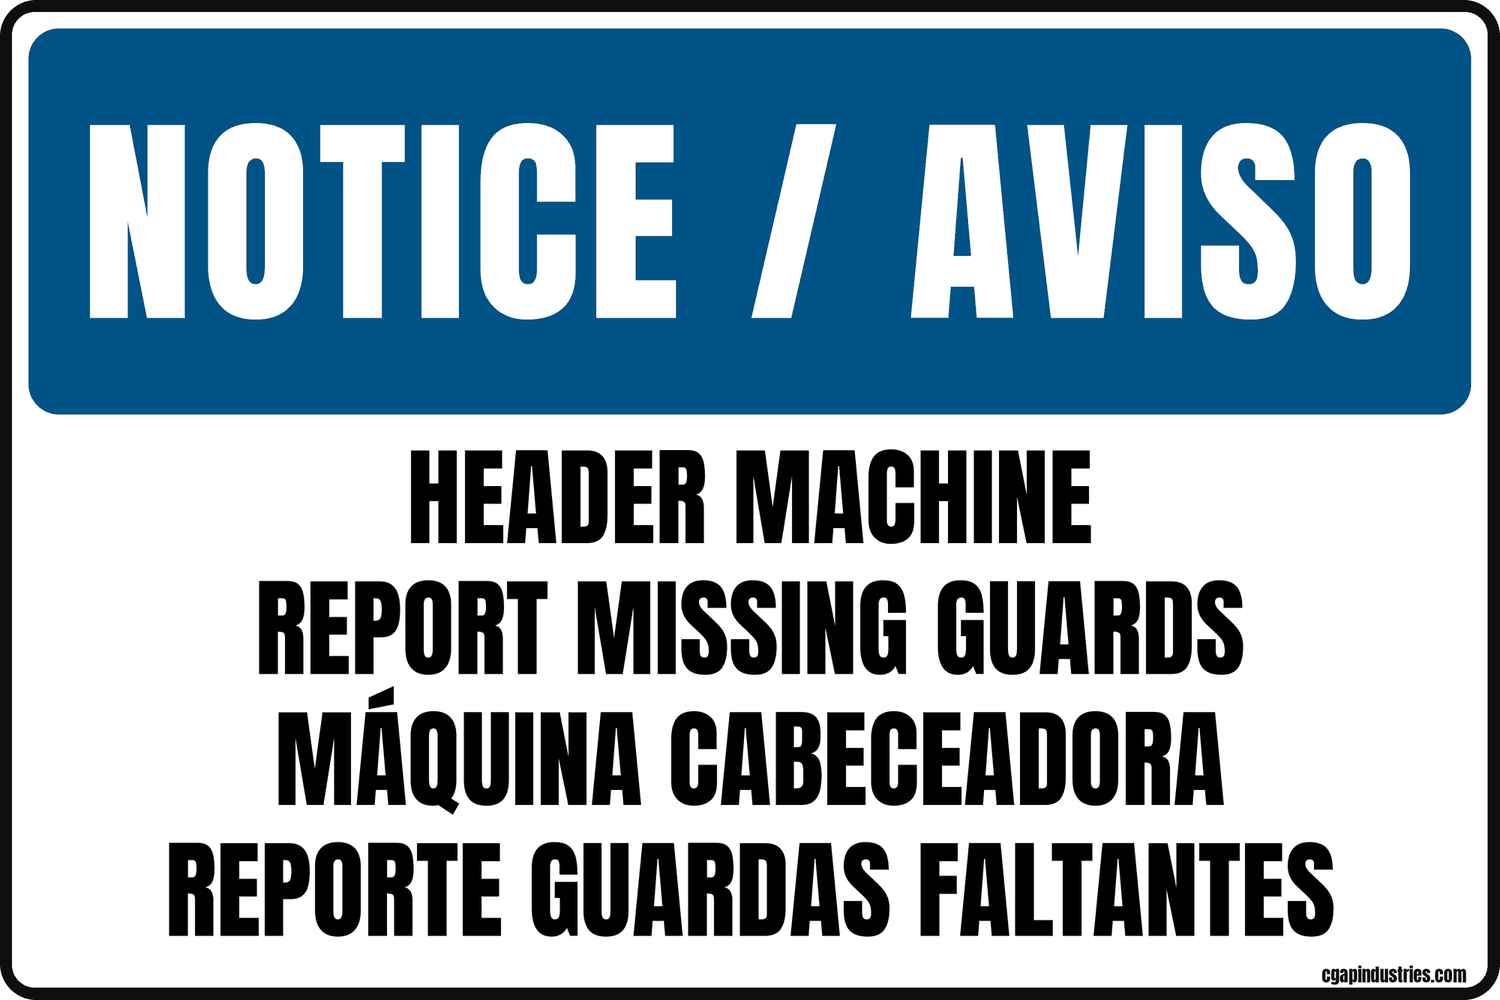 NOTICE / AVISO
HEADER MACHINE
REPORT MISSING GUARDS
MÁQUINA CABECEADORA
REPORTE GUARDAS FALTANTES
cgapindustries.com